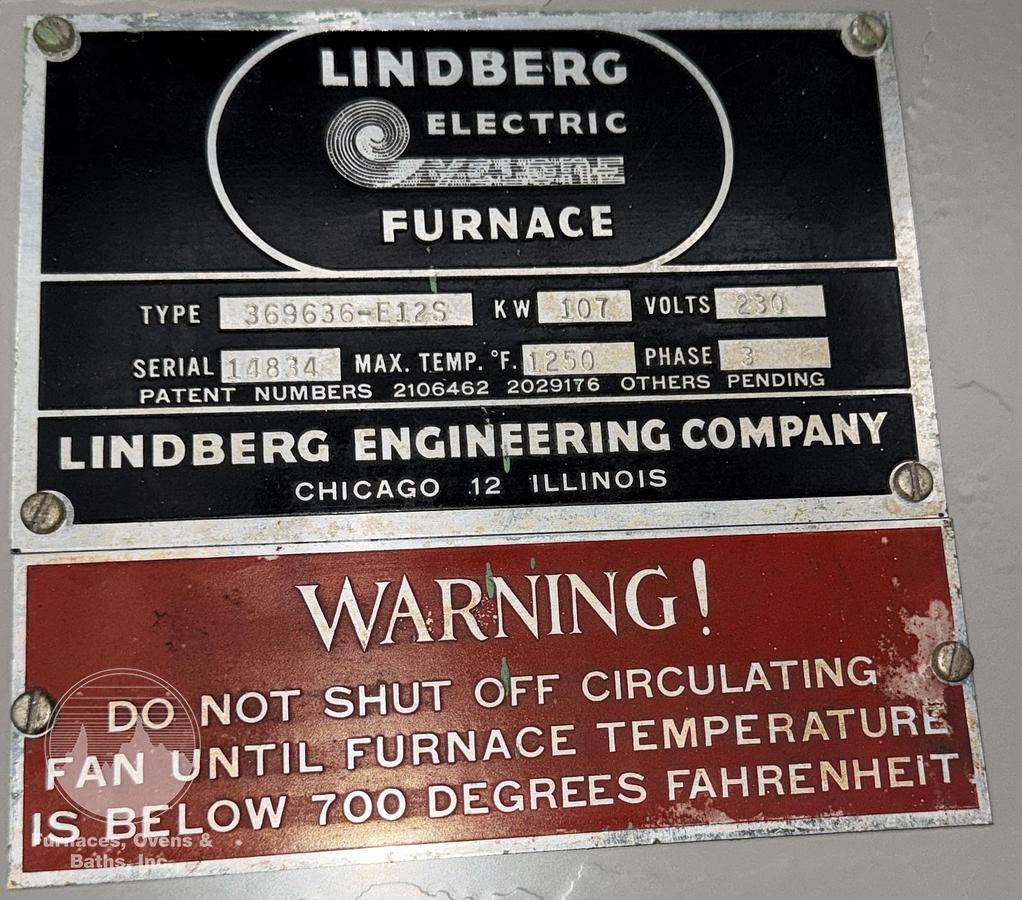 LINDBERG
ELECTRIC
CYCLONE
FURNACE
TYPE 369636-E12S KW 107 VOLTS 230
SERIAL 14834 MAX. TEMP. °F. 1250 PHASE 3
PATENT NUMBERS 2106462 2029176 OTHERS PENDING
LINDBERG ENGINEERING COMPANY
CHICAGO 12 ILLINOIS
WARNING!
DO NOT SHUT OFF CIRCULATING
FAN UNTIL FURNACE TEMPERATURE
IS BELOW 700 DEGREES FAHRENHEIT.
Furnaces, Ovens &
Baths, Inc.